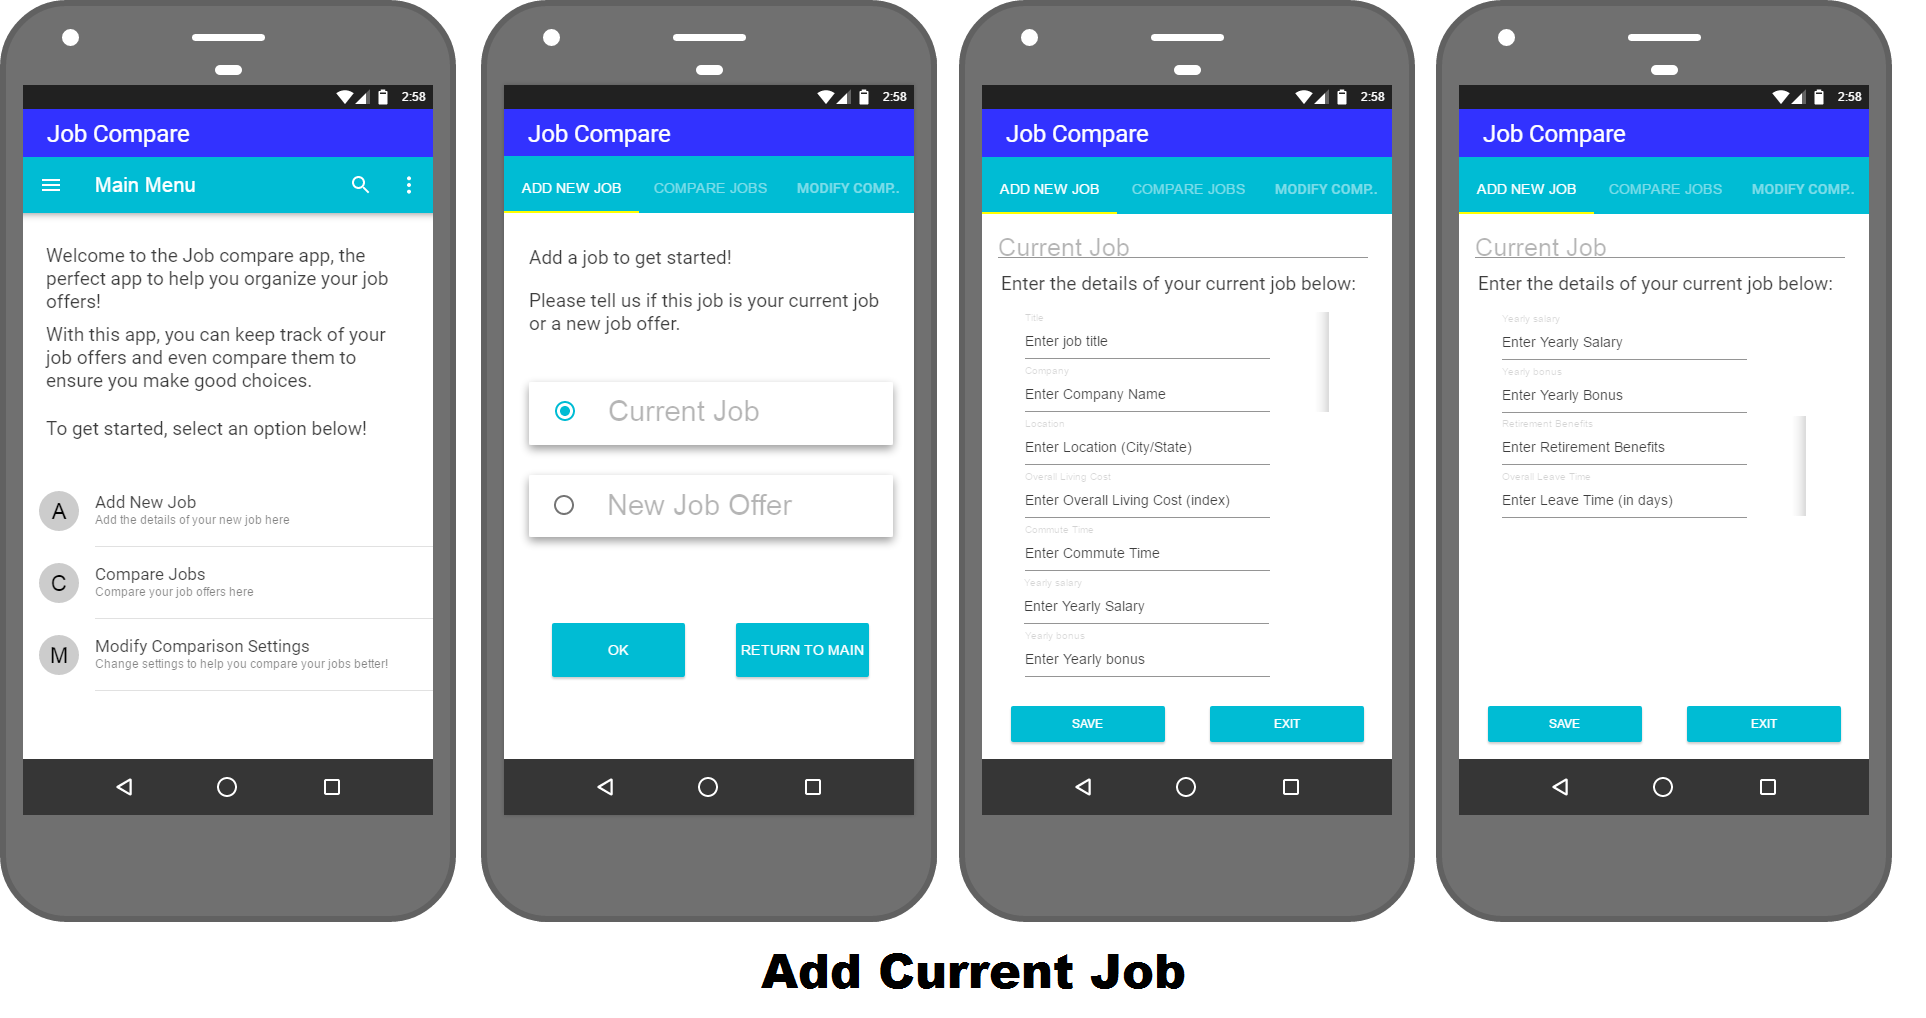 2:58
Job Compare
Main Menu
Welcome to the Job compare app, the
perfect app to help you organize your job
offers!
With this app, you can keep track of your
job offers and even compare them to
ensure you make good choices.
To get started, select an option below!
A
Add New Job
Add the details of your new job here
C
Compare Jobs
Compare your job offers here
M
Modify Comparison Settings
Change settings to help you compare your jobs better!
2:58
Job Compare
ADD NEW JOB COMPARE JOBS MODIFY COMP..
Add a job to get started!
Please tell us if this job is your current job
or a new job offer.
Current Job
New Job Offer
OK RETURN TO MAIN
2:58
Job Compare
ADD NEW JOB COMPARE JOBS MODIFY COMP..
Current Job
Enter the details of your current job below:
Title
Enter job title
Company
Enter Company Name
Location
Enter Location (City/State)
Overall Living Cost
Enter Overall Living Cost (index)
Commute Time
Enter Commute Time
Yearly salary
Enter Yearly Salary
Yearly bonus
Enter Yearly bonus
SAVE EXIT
2:58
Job Compare
ADD NEW JOB COMPARE JOBS MODIFY COMP..
Current Job
Enter the details of your current job below:
Yearly salary
Enter Yearly Salary
Yearly bonus
Enter Yearly Bonus
Retirement Benefits
Enter Retirement Benefits
Overall Leave Time
Enter Leave Time (in days)
SAVE EXIT
Add Current Job